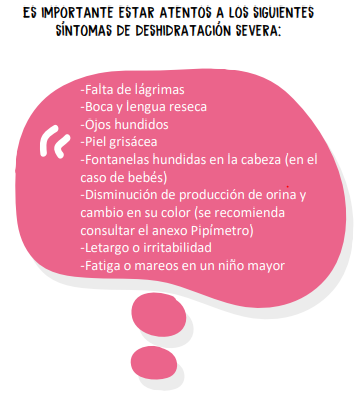 ES IMPORTANTE ESTAR ATENTOS A LOS SIGUIENTES
SÍNTOMAS DE DESHIDRATACIÓN SEVERA:
-Falta de lágrimas
-Boca y lengua reseca
-Ojos hundidos
-Piel grisácea
-Fontanelas hundidas en la cabeza (en el
caso de bebés)
-Disminución de producción de orina y
cambio en su color (se recomienda
consultar el anexo Pipímetro)
-Letargo o irritabilidad
-Fatiga o mareos en un niño mayor